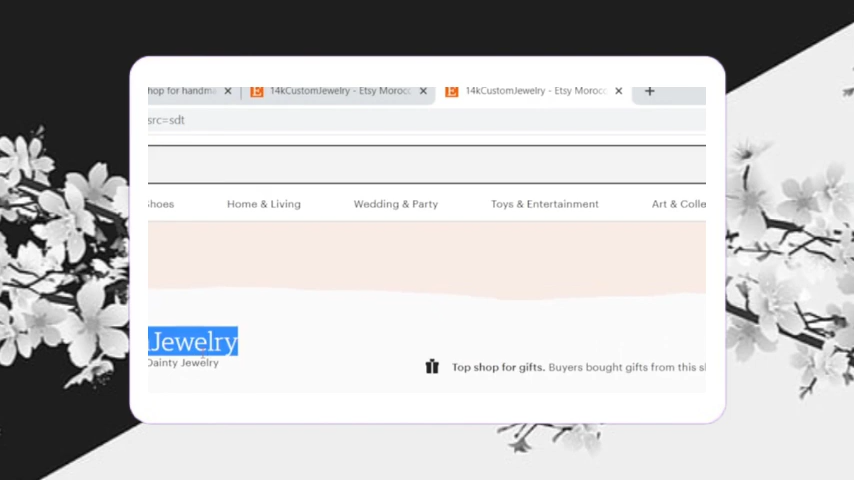 hop for handma
14kCustomJewelry - Etsy Morocc
14kCustomJewelry - Etsy Morocc
src=sdt
Shoes Home & Living Wedding & Party Toys & Entertainment Art & Colle
Jewelry
Dainty Jewelry
Top shop for gifts. Buyers bought gifts from this sh